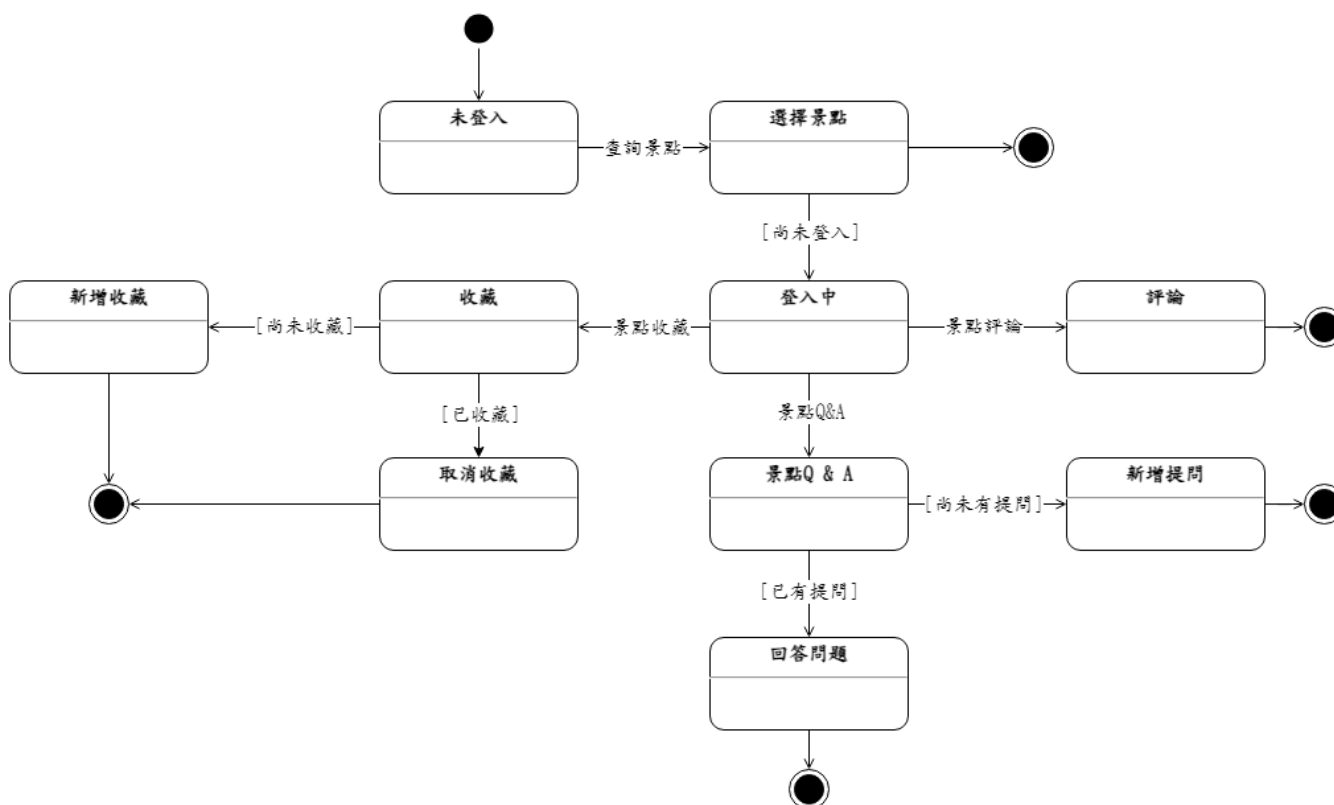 未登入
查詢景點
選擇景點
[尚未登入]
新增收藏
[尚未收藏]
收藏
景點收藏
登入中
景點評論
評論
[已收藏]
景點Q&A
取消收藏
景點Q & A
[尚未有提問]
新增提問
[已有提問]
回答問題